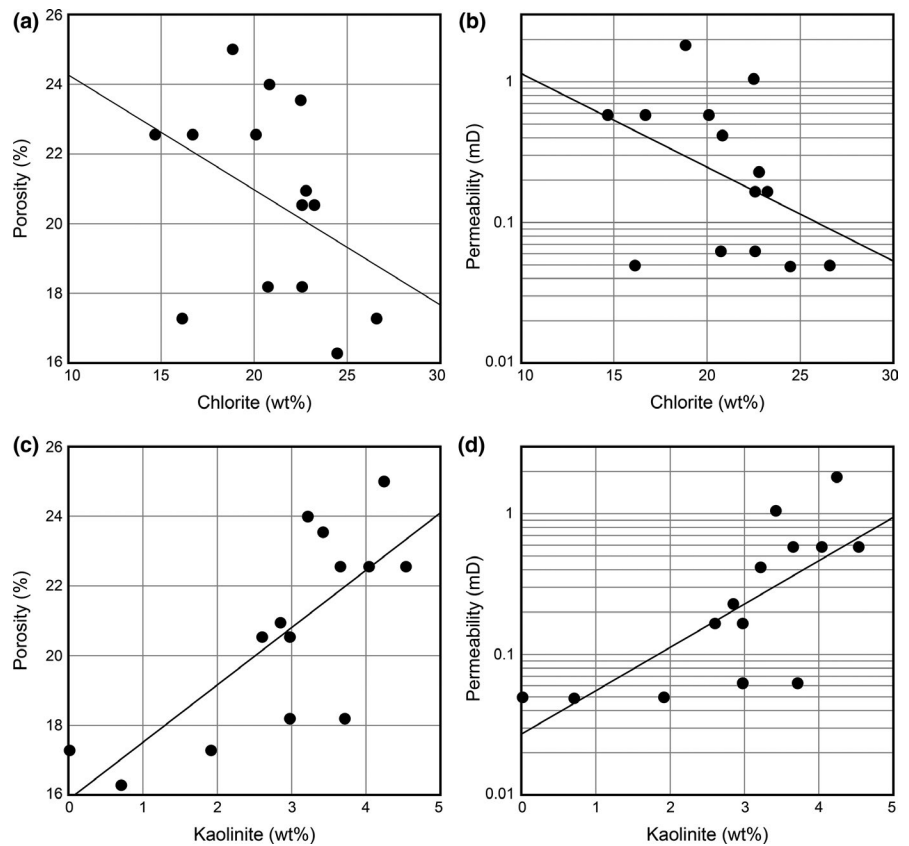 (a)
26
24
22
20
18
16
Porosity (%)
10 15 20 25 30
Chlorite (wt%)
(b)
1
0.1
0.01
Permeability (mD)
10 15 20 25 30
Chlorite (wt%)
(c)
26
24
22
20
17
16
Porosity (%)
0 1 2 3 4 5
Kaolinite (wt%)
(d)
1
0.1
0.01
Permeability (mD)
0 1 2 3 4 5
Kaolinite (wt%)